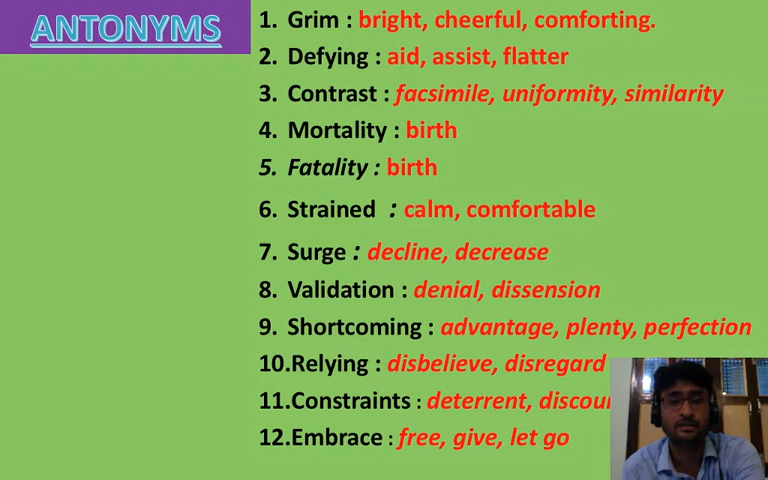 ANTONYMS
1. Grim : bright, cheerful, comforting.
2. Defying : aid, assist, flatter
3. Contrast : facsimile, uniformity, similarity
4. Mortality : birth
5. Fatality : birth
6. Strained : calm, comfortable
7. Surge : decline, decrease
8. Validation : denial, dissension
9. Shortcoming : advantage, plenty, perfection
10.Relying : disbelieve, disregard
11.Constraints : deterrent,
12.Embrace : free, give, let go